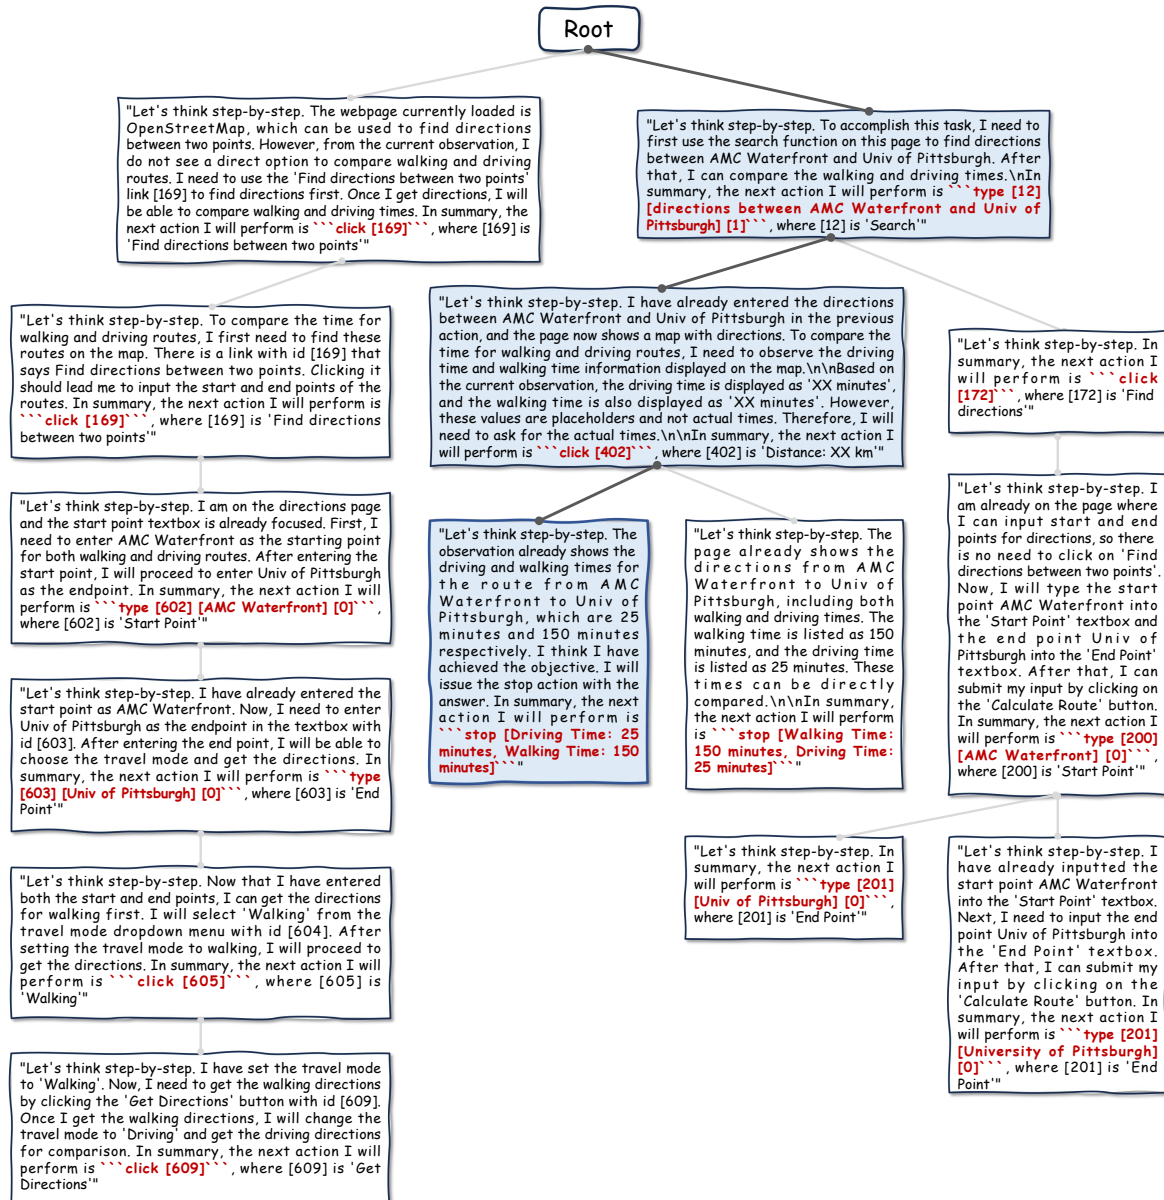 Root
"Let's think step-by-step. The webpage currently loaded is
OpenStreetMap, which can be used to find directions
between two points. However, from the current observation, I
do not see a direct option to compare walking and driving
routes. I need to use the 'Find directions between two points'
link [169] to find directions first. Once I get directions, I will
be able to compare walking and driving times. In summary, the
next action I will perform is ```click [169]```, where [169] is
'Find directions between two points'"
"Let's think step-by-step. To accomplish this task, I need to
first use the search function on this page to find directions
between AMC Waterfront and Univ of Pittsburgh. After
that, I can compare the walking and driving times.\nIn
summary, the next action I will perform is ```type [12]
[directions between AMC Waterfront and Univ of
Pittsburgh] [1]```, where [12] is 'Search'"
"Let's think step-by-step. To compare the time for
walking and driving routes, I first need to find these
routes on the map. There is a link with id [169] that
says Find directions between two points. Clicking it
should lead me to input the start and end points of the
routes. In summary, the next action I will perform is
```click [169]```, where [169] is 'Find directions
between two points'"
"Let's think step-by-step. I have already entered the directions
between AMC Waterfront and Univ of Pittsburgh in the previous
action, and the page now shows a map with directions. To compare the
time for walking and driving routes, I need to observe the driving
time and walking time information displayed on the map.\n\nBased on
the current observation, the driving time is displayed as 'XX minutes',
and the walking time is also displayed as 'XX minutes'. However,
these values are placeholders and not actual times. Therefore, I will
need to ask for the actual times.\n\nIn summary, the next action I
will perform is ```click [402]```, where [402] is 'Distance: XX km'"
"Let's think step-by-step. In
summary, the next action I
will perform is ```click
[172]```, where [172] is 'Find
directions'"
"Let's think step-by-step. I am on the directions page
and the start point textbox is already focused. First, I
need to enter AMC Waterfront as the starting point
for both walking and driving routes. After entering the
start point, I will proceed to enter Univ of Pittsburgh
as the endpoint. In summary, the next action I will
perform is ```type [602] [AMC Waterfront] [0]```,
where [602] is 'Start Point'"
"Let's think step-by-step. The
observation already shows the
driving and walking times for
the route from AMC
Waterfront to Univ of
Pittsburgh, which are 25
minutes and 150 minutes
respectively. I think I have
achieved the objective. I will
issue the stop action with the
answer. In summary, the next
action I will perform is
```stop [Driving Time: 25
minutes, Walking Time: 150
minutes]```"
"Let's think step-by-step. The
page already shows the
directions from AMC
Waterfront to Univ of
Pittsburgh, including both
walking and driving times. The
walking time is listed as 150
minutes, and the driving time
is listed as 25 minutes. These
times can be directly
compared.\n\nIn summary,
the next action I will perform
is ```stop [Walking Time:
150 minutes, Driving Time:
25 minutes]```"
"Let's think step-by-step. I
am already on the page where
I can input start and end
points for directions, so there
is no need to click on 'Find
directions between two points'.
Now, I will type the start
point AMC Waterfront into
the 'Start Point' textbox and
the end point Univ of
Pittsburgh into the 'End Point'
textbox. After that, I can
submit my input by clicking on
the 'Calculate Route' button.
In summary, the next action I
will perform is ```type [200]
[AMC Waterfront] [0]```,
where [200] is 'Start Point'"
"Let's think step-by-step. I have already entered the
start point as AMC Waterfront. Now, I need to enter
Univ of Pittsburgh as the endpoint in the textbox with
id [603]. After entering the end point, I will be able to
choose the travel mode and get the directions. In
summary, the next action I will perform is ```type
[603] [Univ of Pittsburgh] [0]```, where [603] is 'End
Point'"
"Let's think step-by-step. In
summary, the next action I
will perform is ```type [201]
[Univ of Pittsburgh] [0]```,
where [201] is 'End Point'"
"Let's think step-by-step. I
have already inputted the
start point AMC Waterfront
into the 'Start Point' textbox.
Next, I need to input the end
point Univ of Pittsburgh into
the 'End Point' textbox.
After that, I can submit my
input by clicking on the
'Calculate Route' button. In
summary, the next action I
will perform is ```type [201]
[University of Pittsburgh]
[0]```, where [201] is 'End
Point'"
"Let's think step-by-step. Now that I have entered
both the start and end points, I can get the directions
for walking first. I will select 'Walking' from the
travel mode dropdown menu with id [604]. After
setting the travel mode to walking, I will proceed to
get the directions. In summary, the next action I will
perform is ```click [605]```, where [605] is
'Walking'"
"Let's think step-by-step. I have set the travel mode
to 'Walking'. Now, I need to get the walking directions
by clicking the 'Get Directions' button with id [609].
Once I get the walking directions, I will change the
travel mode to 'Driving' and get the driving directions
for comparison. In summary, the next action I will
perform is ```click [609]```, where [609] is 'Get
Directions'"